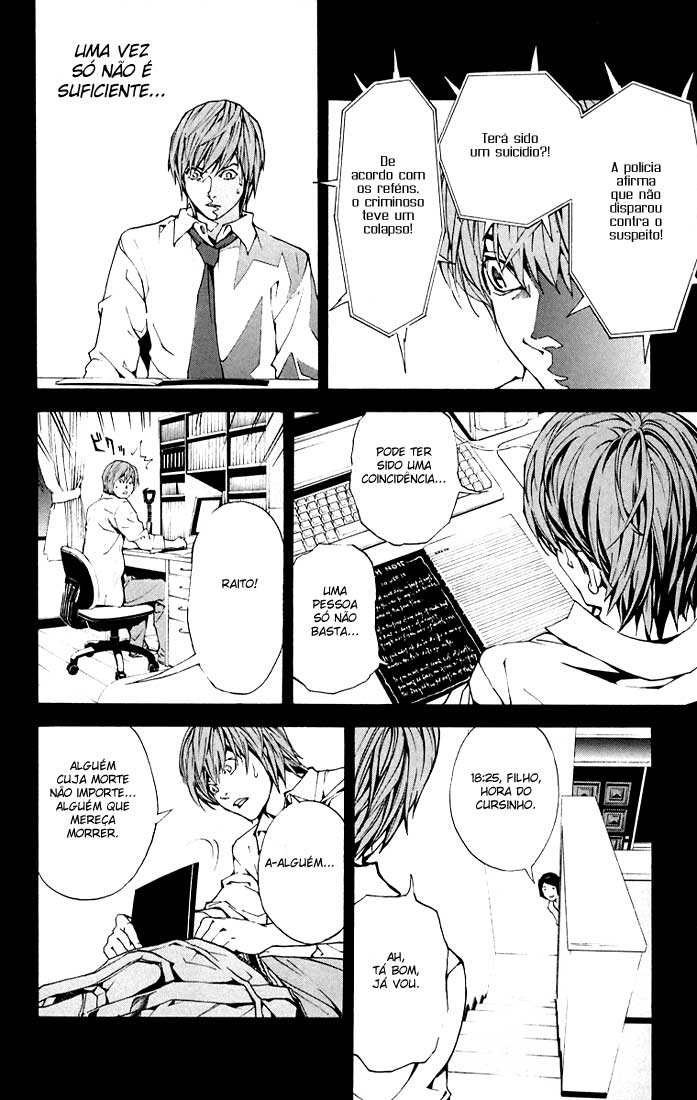 A polícia
afirma
que não
disparou
contra o
suspeito!
Terá sido
um suicídio?!
De
acordo com
os reféns,
o criminoso
teve um
colapso!
UMA VEZ
SÓ NÃO É
SUFICIENTE...
PODE TER
SIDO UMA
COINCIDÊNCIA...
UMA
PESSOA
SÓ NÃO
BASTA...
RAITO!
ビクッ
18:25, FILHO,
HORA DO
CURSINHO.
AH,
TÁ BOM,
JÁ VOU.
A-ALGUÉM...
ALGUÉM
CUJA MORTE
NÃO IMPORTE...
ALGUÉM QUE
MEREÇA
MORRER.